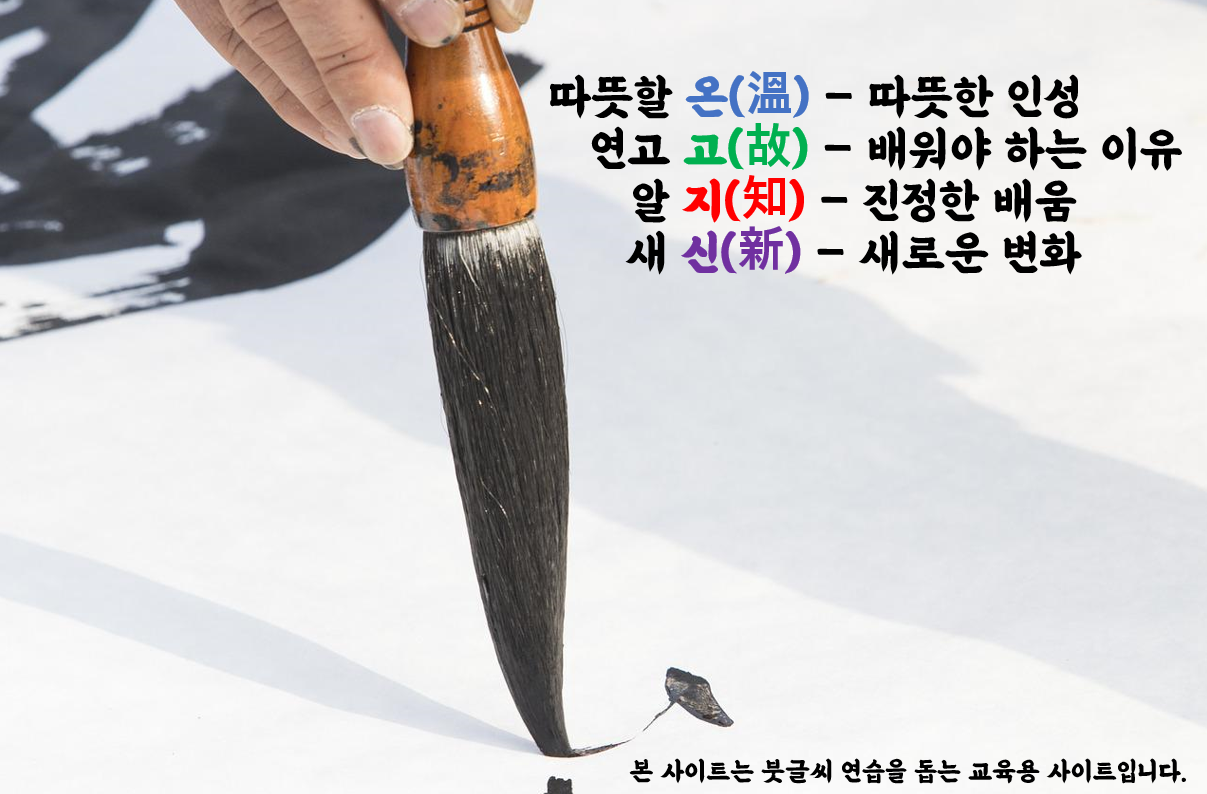 따뜻할 온(溫) – 따뜻한 인성
연고 고(故) – 배워야 하는 이유
알 지(知) – 진정한 배움
새 신(新) – 새로운 변화
본 사이트는 붓글씨 연습을 돕는 교육용 사이트입니다.